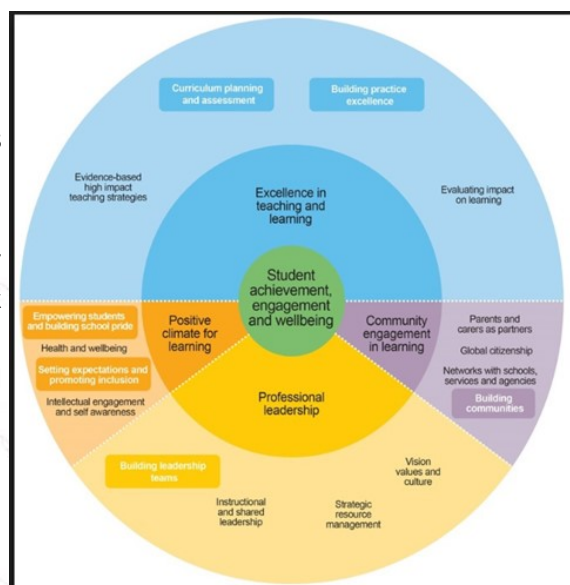 Curriculum planning
and assessment
Building practice
excellence
Evidence-based
high impact
teaching strategies
Excellence in
teaching and
learning
Evaluating impact
on learning
Student
achievement,
engagement
and wellbeing
Empowering students
and building school pride
Health and wellbeing
Setting expectations and
promoting inclusion
Intellectual engagement
and self awareness
Positive
climate for
learning
Community
engagement
in learning
Parents and
carers as partners
Global citizenship
Networks with schools,
services and agencies
Building
communities
Professional
leadership
Building leadership
teams
Instructional
and shared
leadership
Strategic
resource
management
Vision
values and
culture